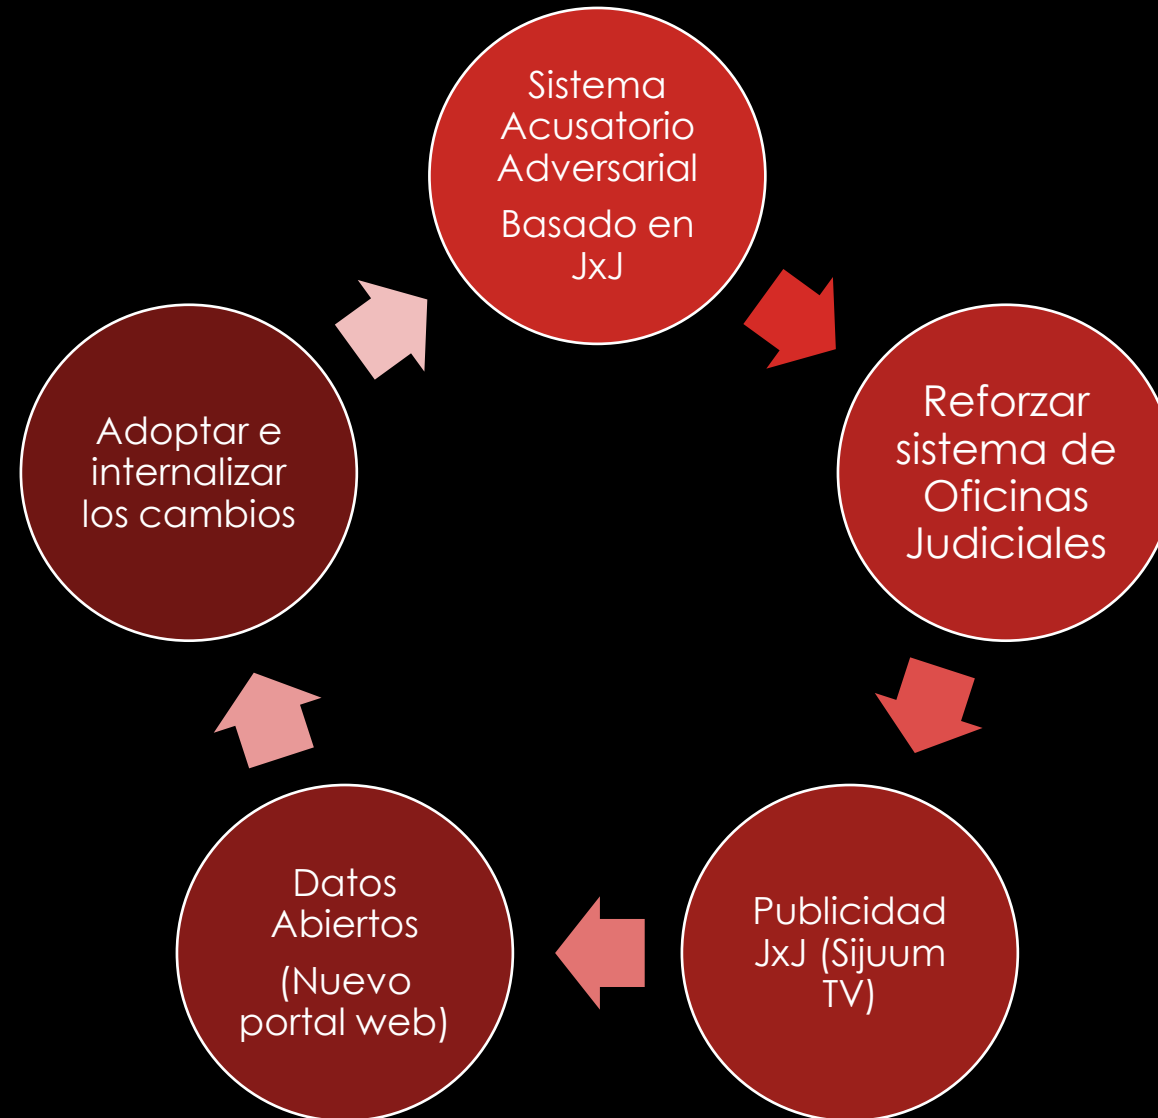 Sistema
Acusatorio
Adversarial
Basado en
JxJ
Reforzar
sistema de
Oficinas
Judiciales
Publicidad
JxJ (Sijuum
TV)
Datos
Abiertos
(Nuevo
portal web)
Adoptar e
internalizar
los cambios